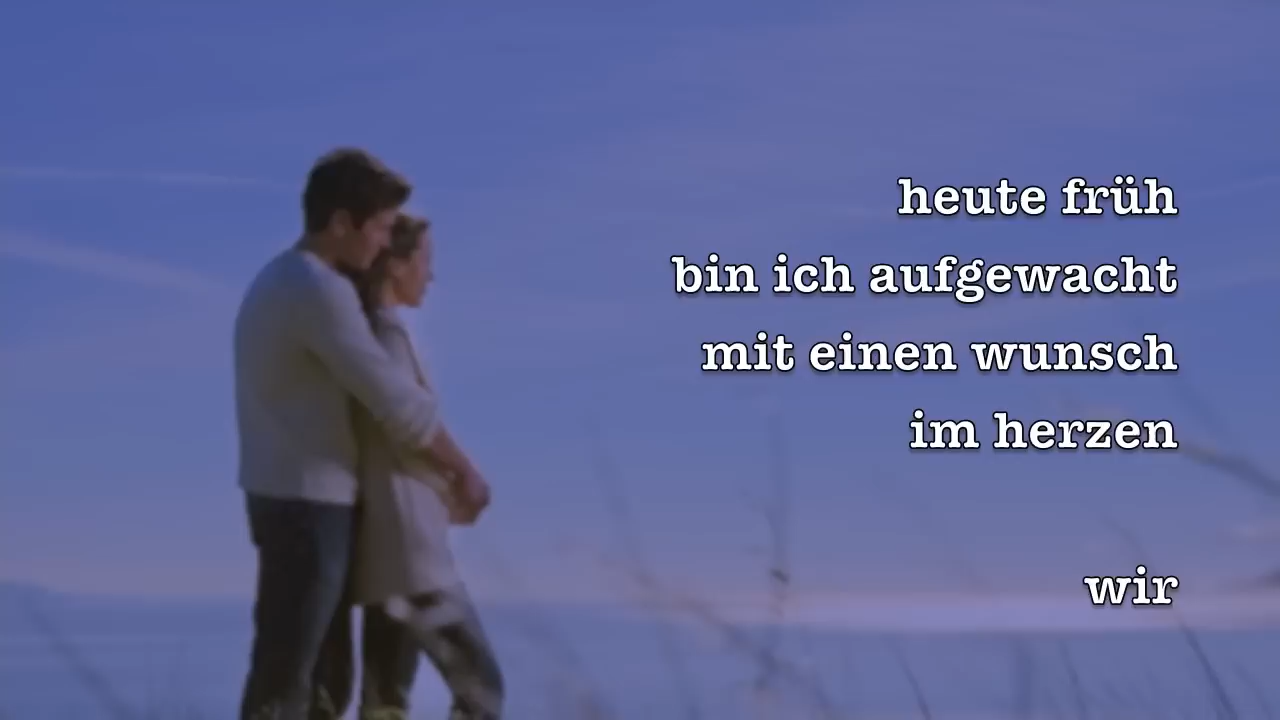 heute früh
bin ich aufgewacht
mit einen wunsch
im herzen
wir